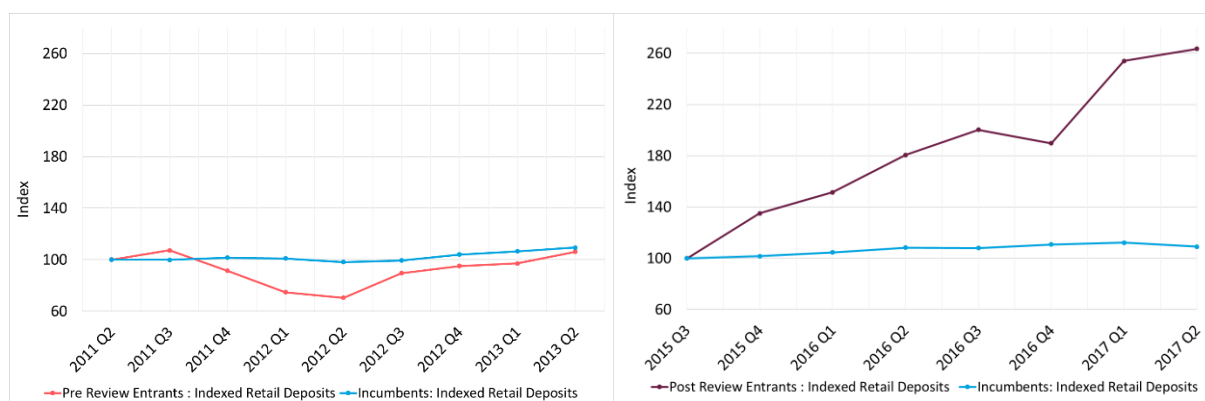 260
220
180
140
100
60
Index
2011 Q2
2011 Q3
2011 Q4
2012 Q1
2012 Q2
2012 Q3
2012 Q4
2013 Q1
2013 Q2
Pre Review Entrants : Indexed Retail Deposits
Incumbents: Indexed Retail Deposits
260
220
180
140
100
60
Index
2015 Q3
2015 Q4
2016 Q1
2016 Q2
2016 Q3
2016 Q4
2017 Q1
2017 Q2
Post Review Entrants : Indexed Retail Deposits
Incumbents: Indexed Retail Deposits